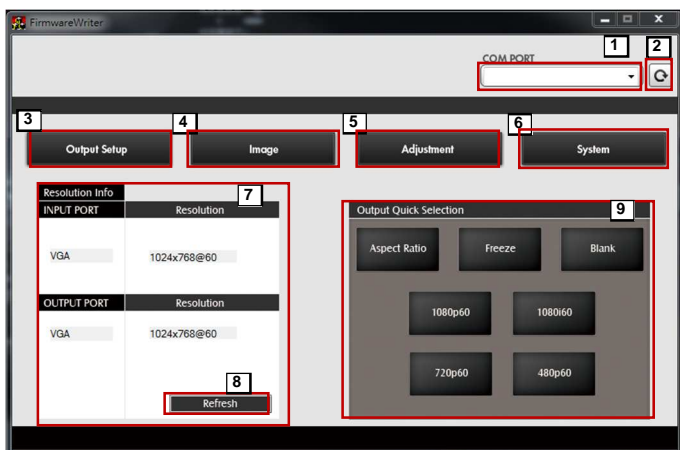 FirmwareWriter
1
2
COM PORT
3
4
5
6
Output Setup
Image
Adjustment
System
Resolution Info
7
INPUT PORT Resolution
VGA 1024x768@60
OUTPUT PORT Resolution
VGA 1024x768@60
8
Refresh
Output Quick Selection
9
Aspect Ratio
Freeze
Blank
1080p60
1080i60
720p60
480p60